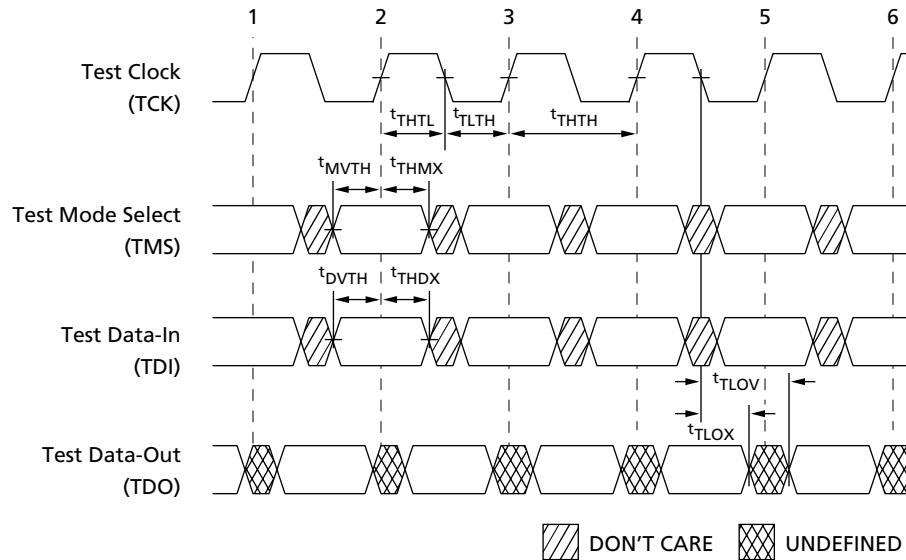 1 2 3 4 5 6
Test Clock
(TCK)
tTHTL tTLTH tTHTH
tMVTH tTHMX
Test Mode Select
(TMS)
tDVTH tTHDX
Test Data-In
(TDI)
tTLOV
tTLOX
Test Data-Out
(TDO)
DON'T CARE UNDEFINED